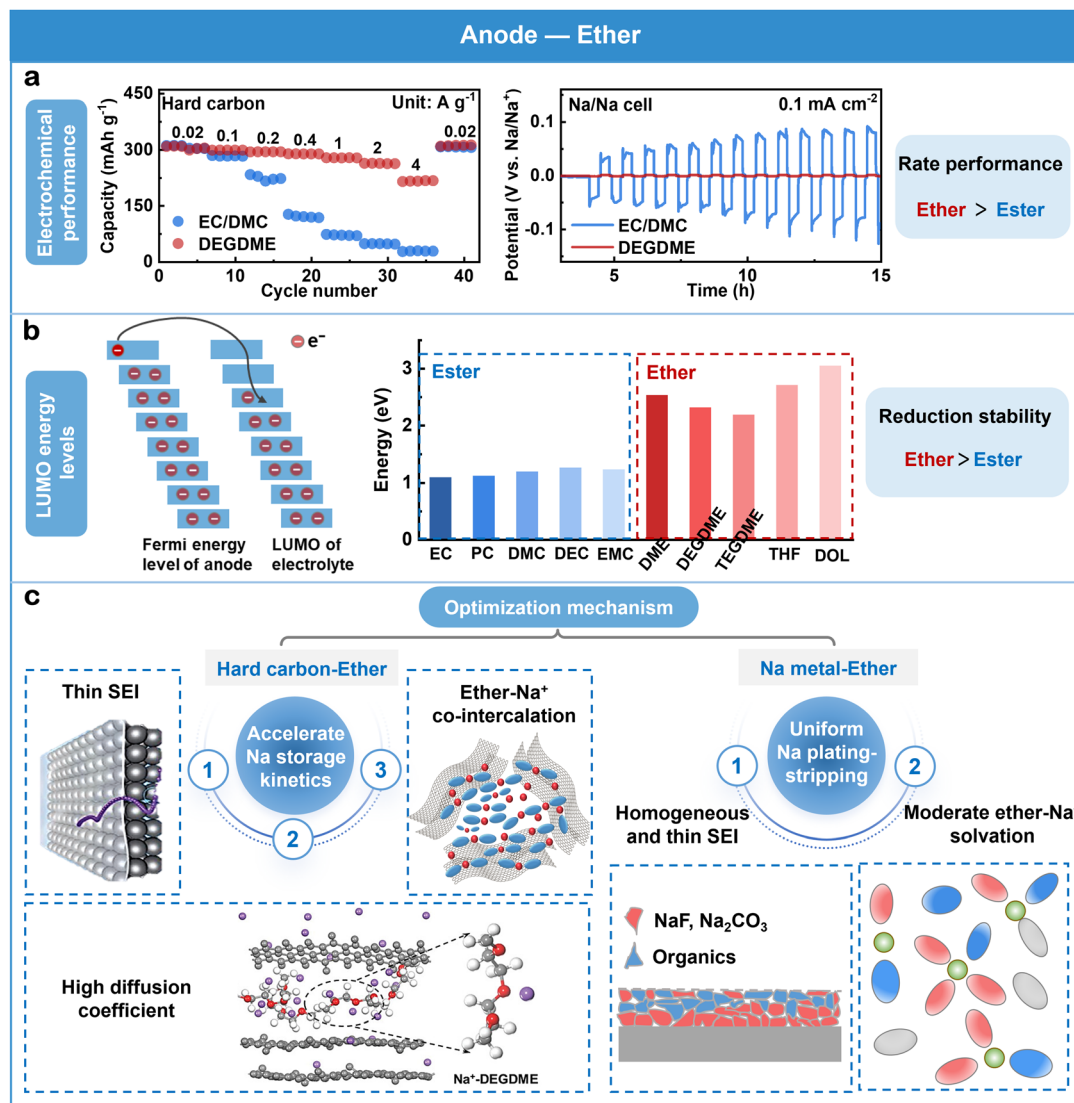 Anode — Ether
a
Electrochemical
performance
Capacity (mAh g⁻¹)
450
300
150
0
Hard carbon
Unit: A g⁻¹
0.02
0.1
0.2
0.4
1
2
4
0.02
EC/DMC
DEGDME
0
10
20
30
40
Cycle number
Potential (V vs. Na/Na⁺)
0.1
0.0
-0.1
Na/Na cell
0.1 mA cm⁻²
EC/DMC
DEGDME
5
10
15
Time (h)
Rate performance
Ether > Ester
b
LUMO energy
levels
e⁻
Fermi energy
level of anode
LUMO of
electrolyte
Energy (eV)
3
2
1
0
Ester
Ether
EC
PC
DMC
DEC
EMC
DME
DEGDME
TEGDME
THF
DOL
Reduction stability
Ether > Ester
c
Optimization mechanism
Hard carbon-Ether
Na metal-Ether
Thin SEI
Accelerate
Na storage
kinetics
1
2
3
Ether-Na⁺
co-intercalation
Uniform
Na plating-
stripping
1
2
Homogeneous
and thin SEI
Moderate ether-Na
solvation
High diffusion
coefficient
Na⁺-DEGDME
NaF, Na₂CO₃
Organics